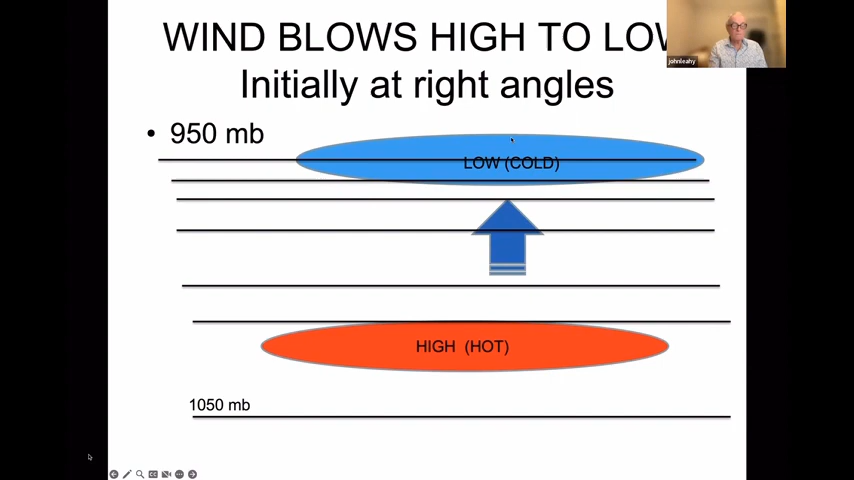 WIND BLOWS HIGH TO LOW
Initially at right angles
johnleahy
• 950 mb
LOW (COLD)
HIGH (HOT)
1050 mb